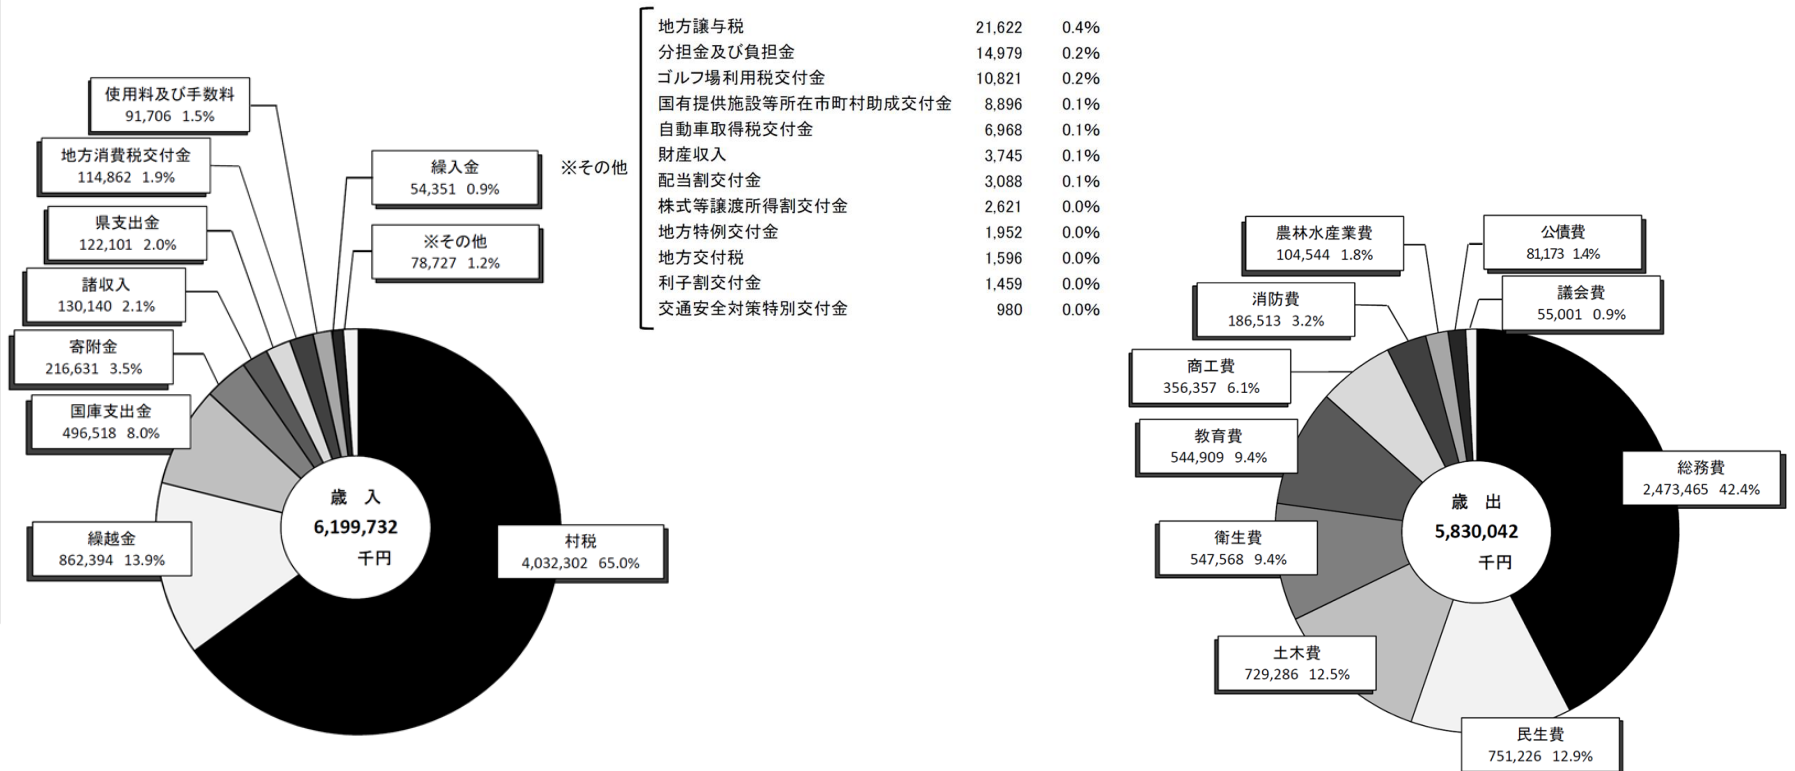 使用料及び手数料
91,706 1.5%
地方消費税交付金
114,862 1.9%
県支出金
122,101 2.0%
諸収入
130,140 2.1%
寄附金
216,631 3.5%
国庫支出金
496,518 8.0%
繰越金
862,394 13.9%
繰入金
54,351 0.9%
※その他
78,727 1.2%
歳 入
6,199,732
千円
村税
4,032,302 65.0%
※その他
地方譲与税 21,622 0.4%
分担金及び負担金 14,979 0.2%
ゴルフ場利用税交付金 10,821 0.2%
国有提供施設等所在市町村助成交付金 8,896 0.1%
自動車取得税交付金 6,968 0.1%
財産収入 3,745 0.1%
配当割交付金 3,088 0.1%
株式等譲渡所得割交付金 2,621 0.0%
地方特例交付金 1,952 0.0%
地方交付税 1,596 0.0%
利子割交付金 1,459 0.0%
交通安全対策特別交付金 980 0.0%
農林水産業費
104,544 1.8%
公債費
81,173 1.4%
消防費
186,513 3.2%
議会費
55,001 0.9%
商工費
356,357 6.1%
教育費
544,909 9.4%
衛生費
547,568 9.4%
土木費
729,286 12.5%
民生費
751,226 12.9%
総務費
2,473,465 42.4%
歳 出
5,830,042
千円